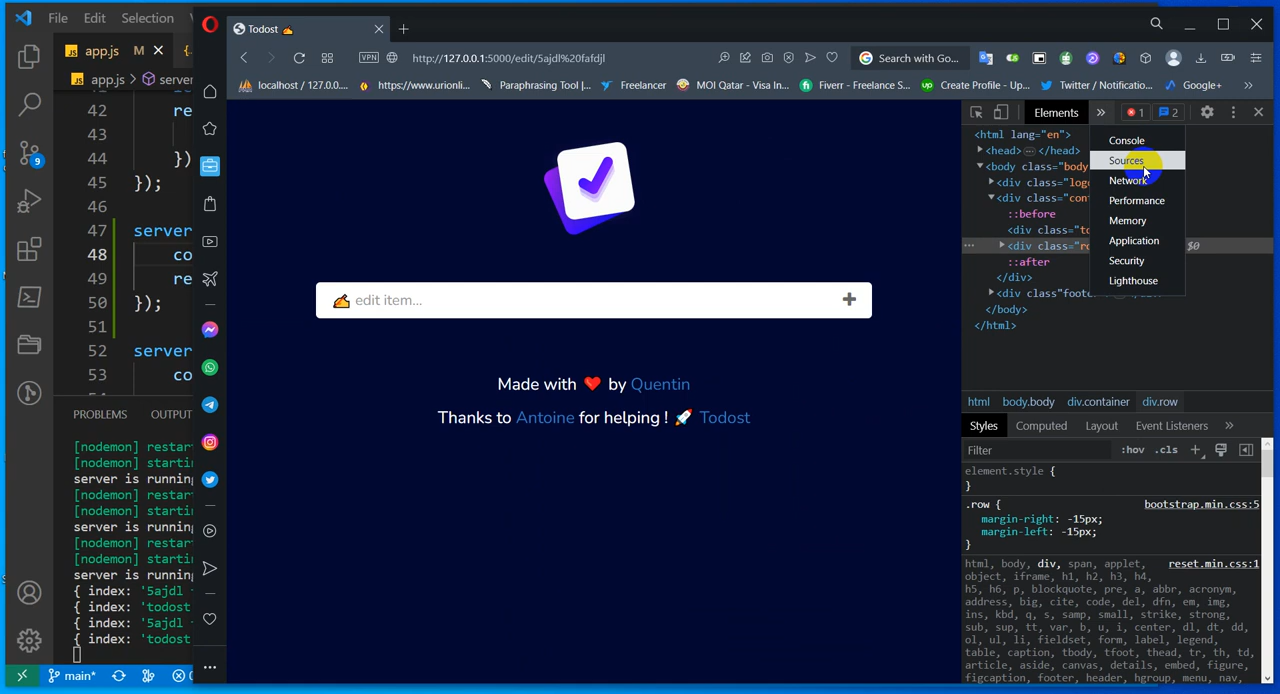 File Edit Selection
app.js M
app.js > server
42 re
43
44 })
45 });
46
47 server
48 co
49 re
50 });
51
52 server
53 co
PROBLEMS OUTPUT
[nodemon] restar
[nodemon] startin
server is running
[nodemon] restar
[nodemon] startin
server is running
[nodemon] restar
[nodemon] startin
server is running
{ index: '5ajdl
{ index: 'todost
{ index: '5ajdl
{ index: 'todost
9
main*
Todost
VPN http://127.0.0.1:5000/edit/5ajdl%20fafdjl Search with Go...
localhost / 127.0.0.... https://www.urionli... Paraphrasing Tool |... Freelancer MOI Qatar - Visa In... Fiverr - Freelance S... Create Profile - Up... Twitter / Notificatio... Google+
edit item...
Made with ❤️ by Quentin
Thanks to Antoine for helping ! 🚀 Todost
Elements 1 2
<html lang="en">
<head> </head>
<body class="body
<div class="log
<div class="con
::before
<div class="to
<div class="ro $0
::after
</div>
<div class="footer
</body>
</html>
Console
Sources
Network
Performance
Memory
Application
Security
Lighthouse
html body.body div.container div.row
Styles Computed Layout Event Listeners
Filter :hov .cls
element.style {
}
.row { bootstrap.min.css:5
margin-right: -15px;
margin-left: -15px;
}
html, body, div, span, applet, reset.min.css:1
object, iframe, h1, h2, h3, h4,
h5, h6, p, blockquote, pre, a, abbr, acronym,
address, big, cite, code, del, dfn, em, img,
ins, kbd, q, s, samp, small, strike, strong,
sub, sup, tt, var, b, u, i, center, dl, dt, dd,
ol, ul, li, fieldset, form, label, legend,
table, caption, tbody, tfoot, thead, tr, th, td,
article, aside, canvas, details, embed, figure,
figcaption, footer, header, hgroup, menu, nav,